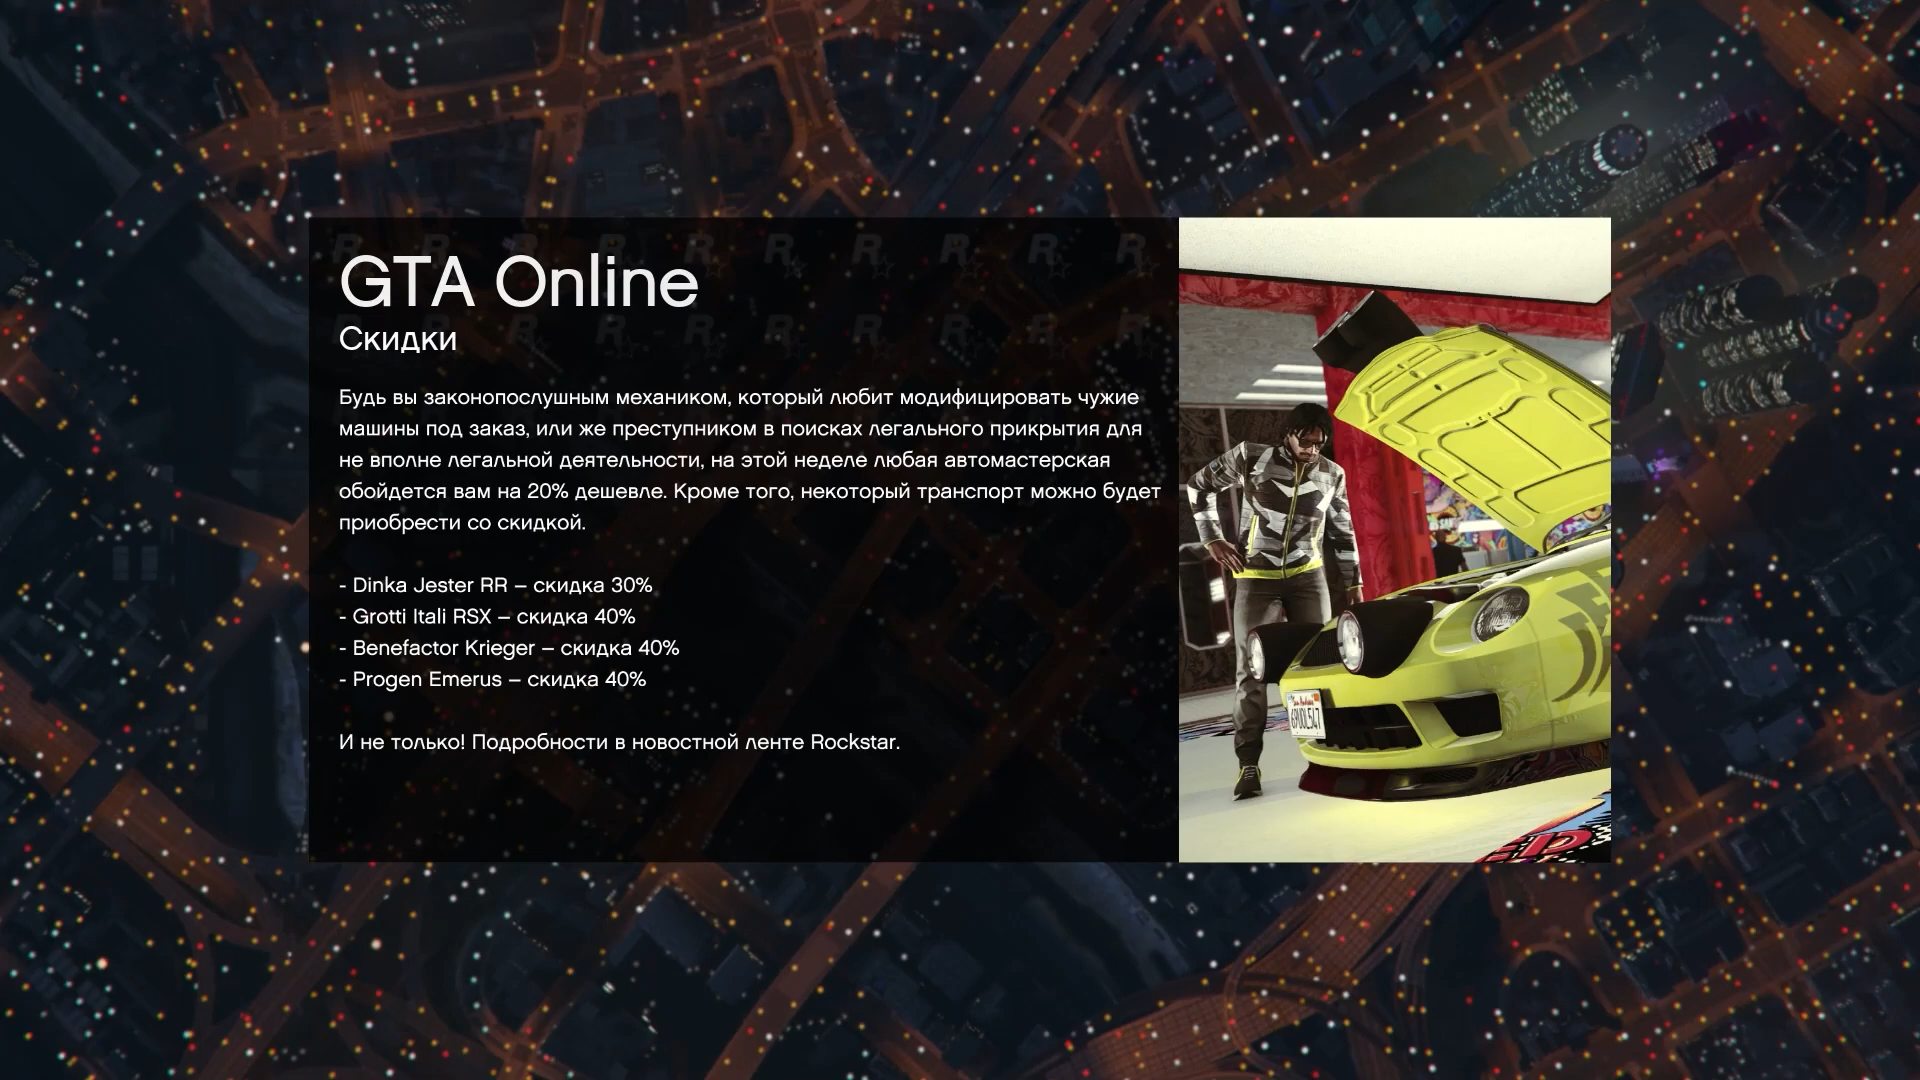 GTA Online
Скидки
Будь вы законопослушным механиком, который любит модифицировать чужие
машины под заказ, или же преступником в поисках легального прикрытия для
не вполне легальной деятельности, на этой неделе любая автомастерская
обойдется вам на 20% дешевле. Кроме того, некоторый транспорт можно будет
приобрести со скидкой.
- Dinka Jester RR – скидка 30%
- Grotti Itali RSX – скидка 40%
- Benefactor Krieger – скидка 40%
- Progen Emerus – скидка 40%
И не только! Подробности в новостной ленте Rockstar.